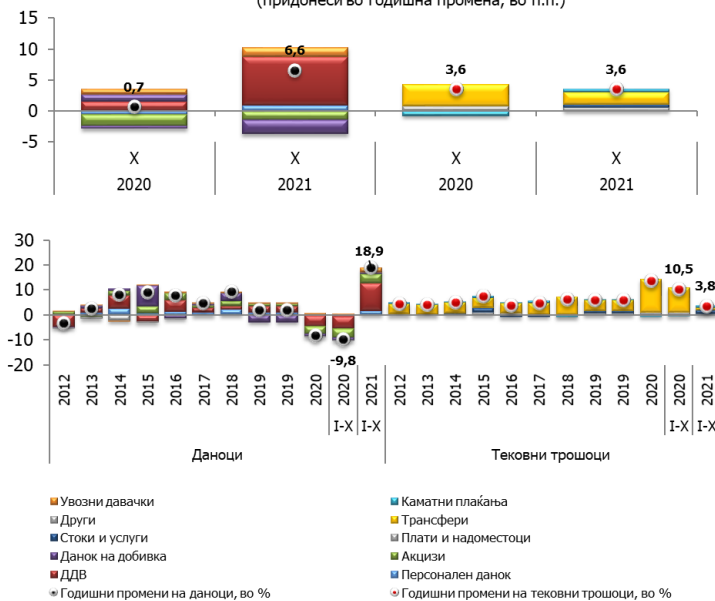 (придонеси во годишна промена, во п.п.)
15
10
5
0
-5
0,7
6,6
3,6
3,6
X X X X
2020 2021 2020 2021
30
20
10
0
-10
-20
-9,8
18,9
10,5
3,8
2012 2013 2014 2015 2016 2017 2018 2019 2019 2020 2020 2021 2012 2013 2014 2015 2016 2017 2018 2019 2019 2020 2020 2021
I-X I-X I-X I-X
Даноци Тековни трошоци
Увозни давачки
Други
Стоки и услуги
Данок на добивка
ДДВ
Годишни промени на даноци, во %
Каматни плаќања
Трансфери
Плати и надоместоци
Акцизи
Персонален данок
Годишни промени на тековни трошоци, во %